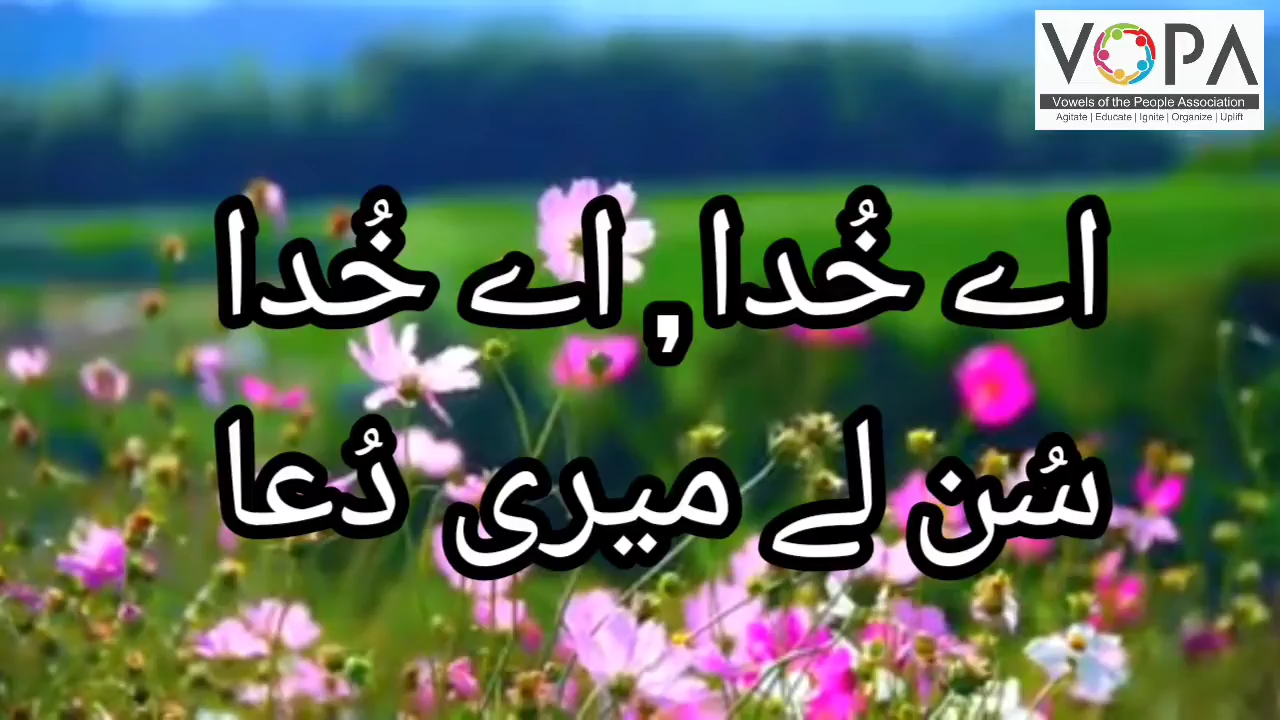 VOPA
Vowels of the People Association
Agitate | Educate | Ignite | Organize | Uplift
اے خُدا , اے خُدا
سُن لے میری دُعا